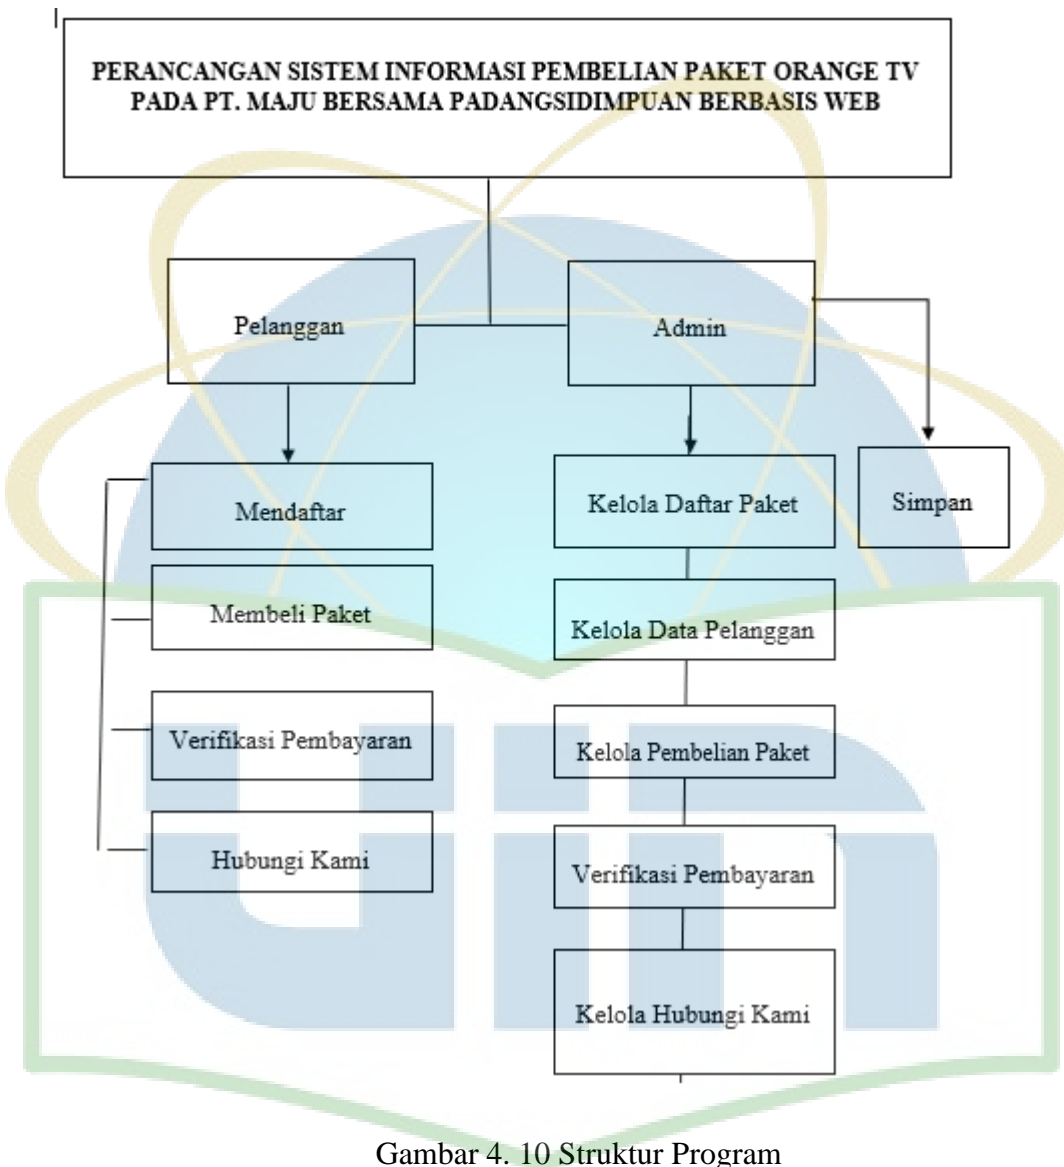 PERANCANGAN SISTEM INFORMASI PEMBELIAN PAKET ORANGE TV
PADA PT. MAJU BERSAMA PADANGSIDIMPUAN BERBASIS WEB
Pelanggan
Admin
Mendaftar
Kelola Daftar Paket
Simpan
Membeli Paket
Kelola Data Pelanggan
Verifikasi Pembayaran
Kelola Pembelian Paket
Hubungi Kami
Verifikasi Pembayaran
Kelola Hubungi Kami
uin
Gambar 4. 10 Struktur Program